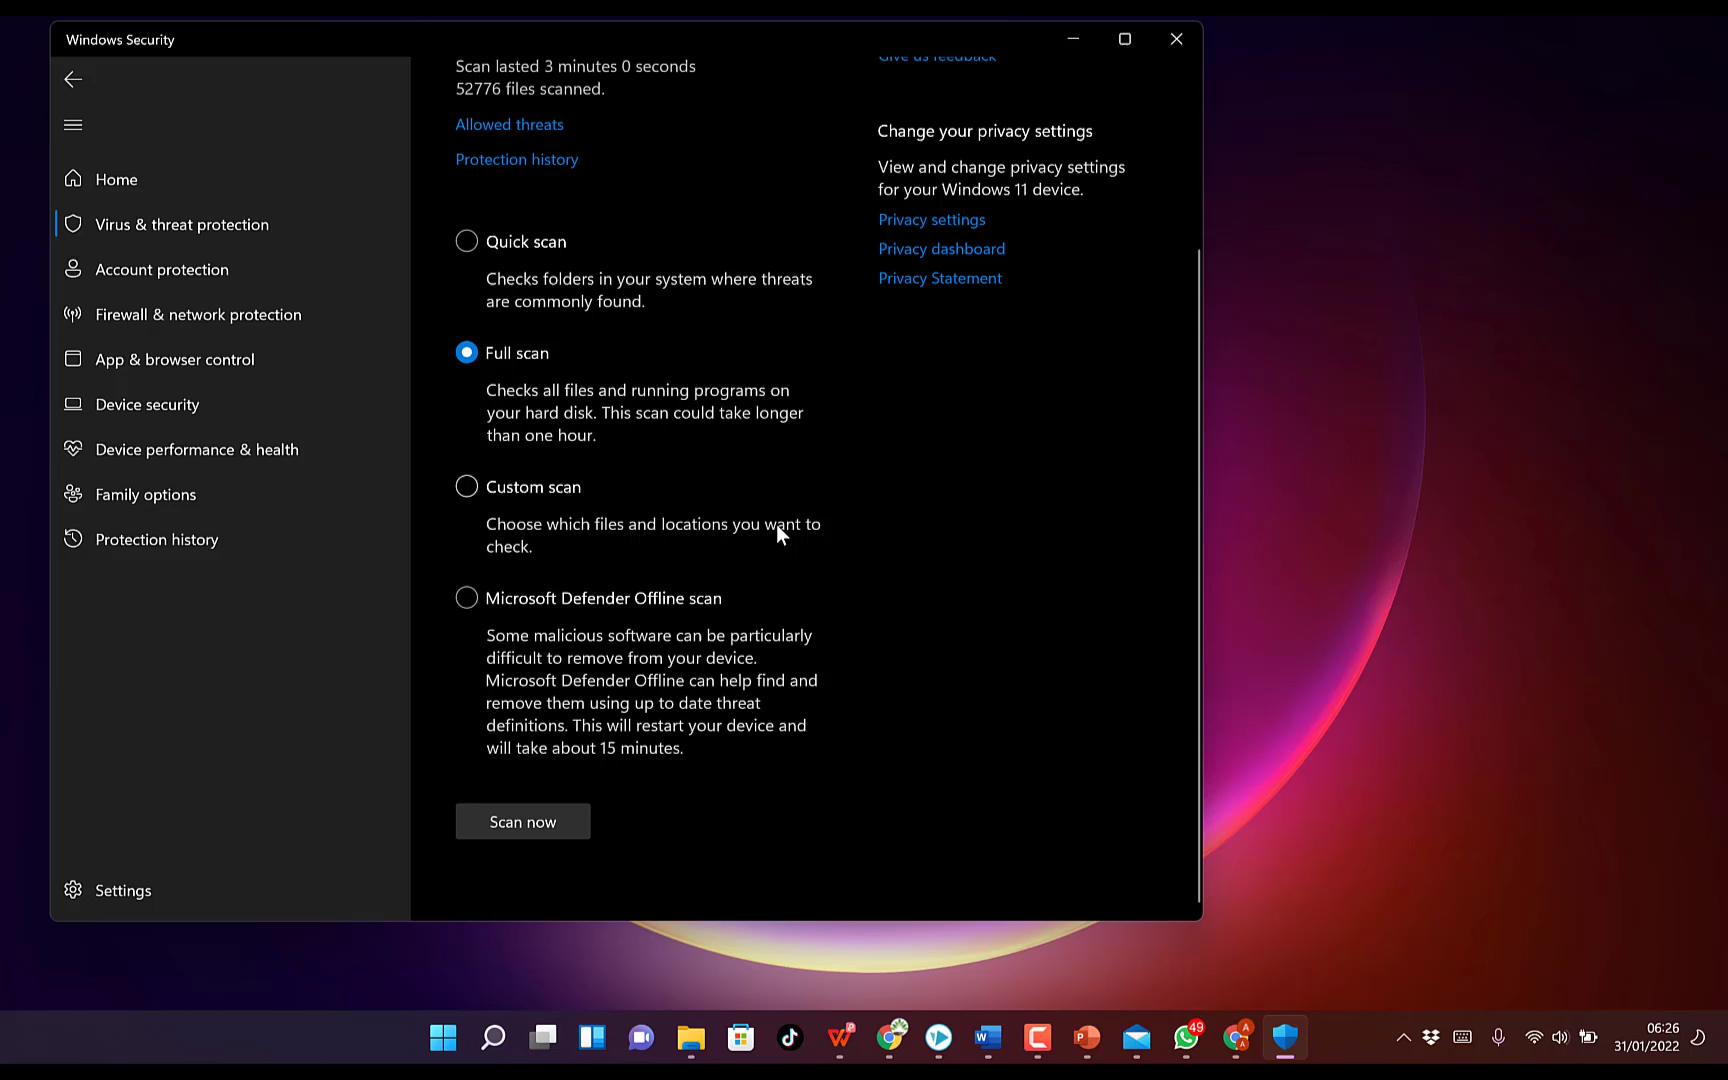 Windows Security
Scan lasted 3 minutes 0 seconds
52776 files scanned.
Allowed threats
Protection history
Give us feedback
Change your privacy settings
View and change privacy settings
for your Windows 11 device.
Privacy settings
Privacy dashboard
Privacy Statement
Home
Virus & threat protection
Account protection
Firewall & network protection
App & browser control
Device security
Device performance & health
Family options
Protection history
Settings
Quick scan
Checks folders in your system where threats
are commonly found.
Full scan
Checks all files and running programs on
your hard disk. This scan could take longer
than one hour.
Custom scan
Choose which files and locations you want to
check.
Microsoft Defender Offline scan
Some malicious software can be particularly
difficult to remove from your device.
Microsoft Defender Offline can help find and
remove them using up to date threat
definitions. This will restart your device and
will take about 15 minutes.
Scan now
49
06:26
31/01/2022